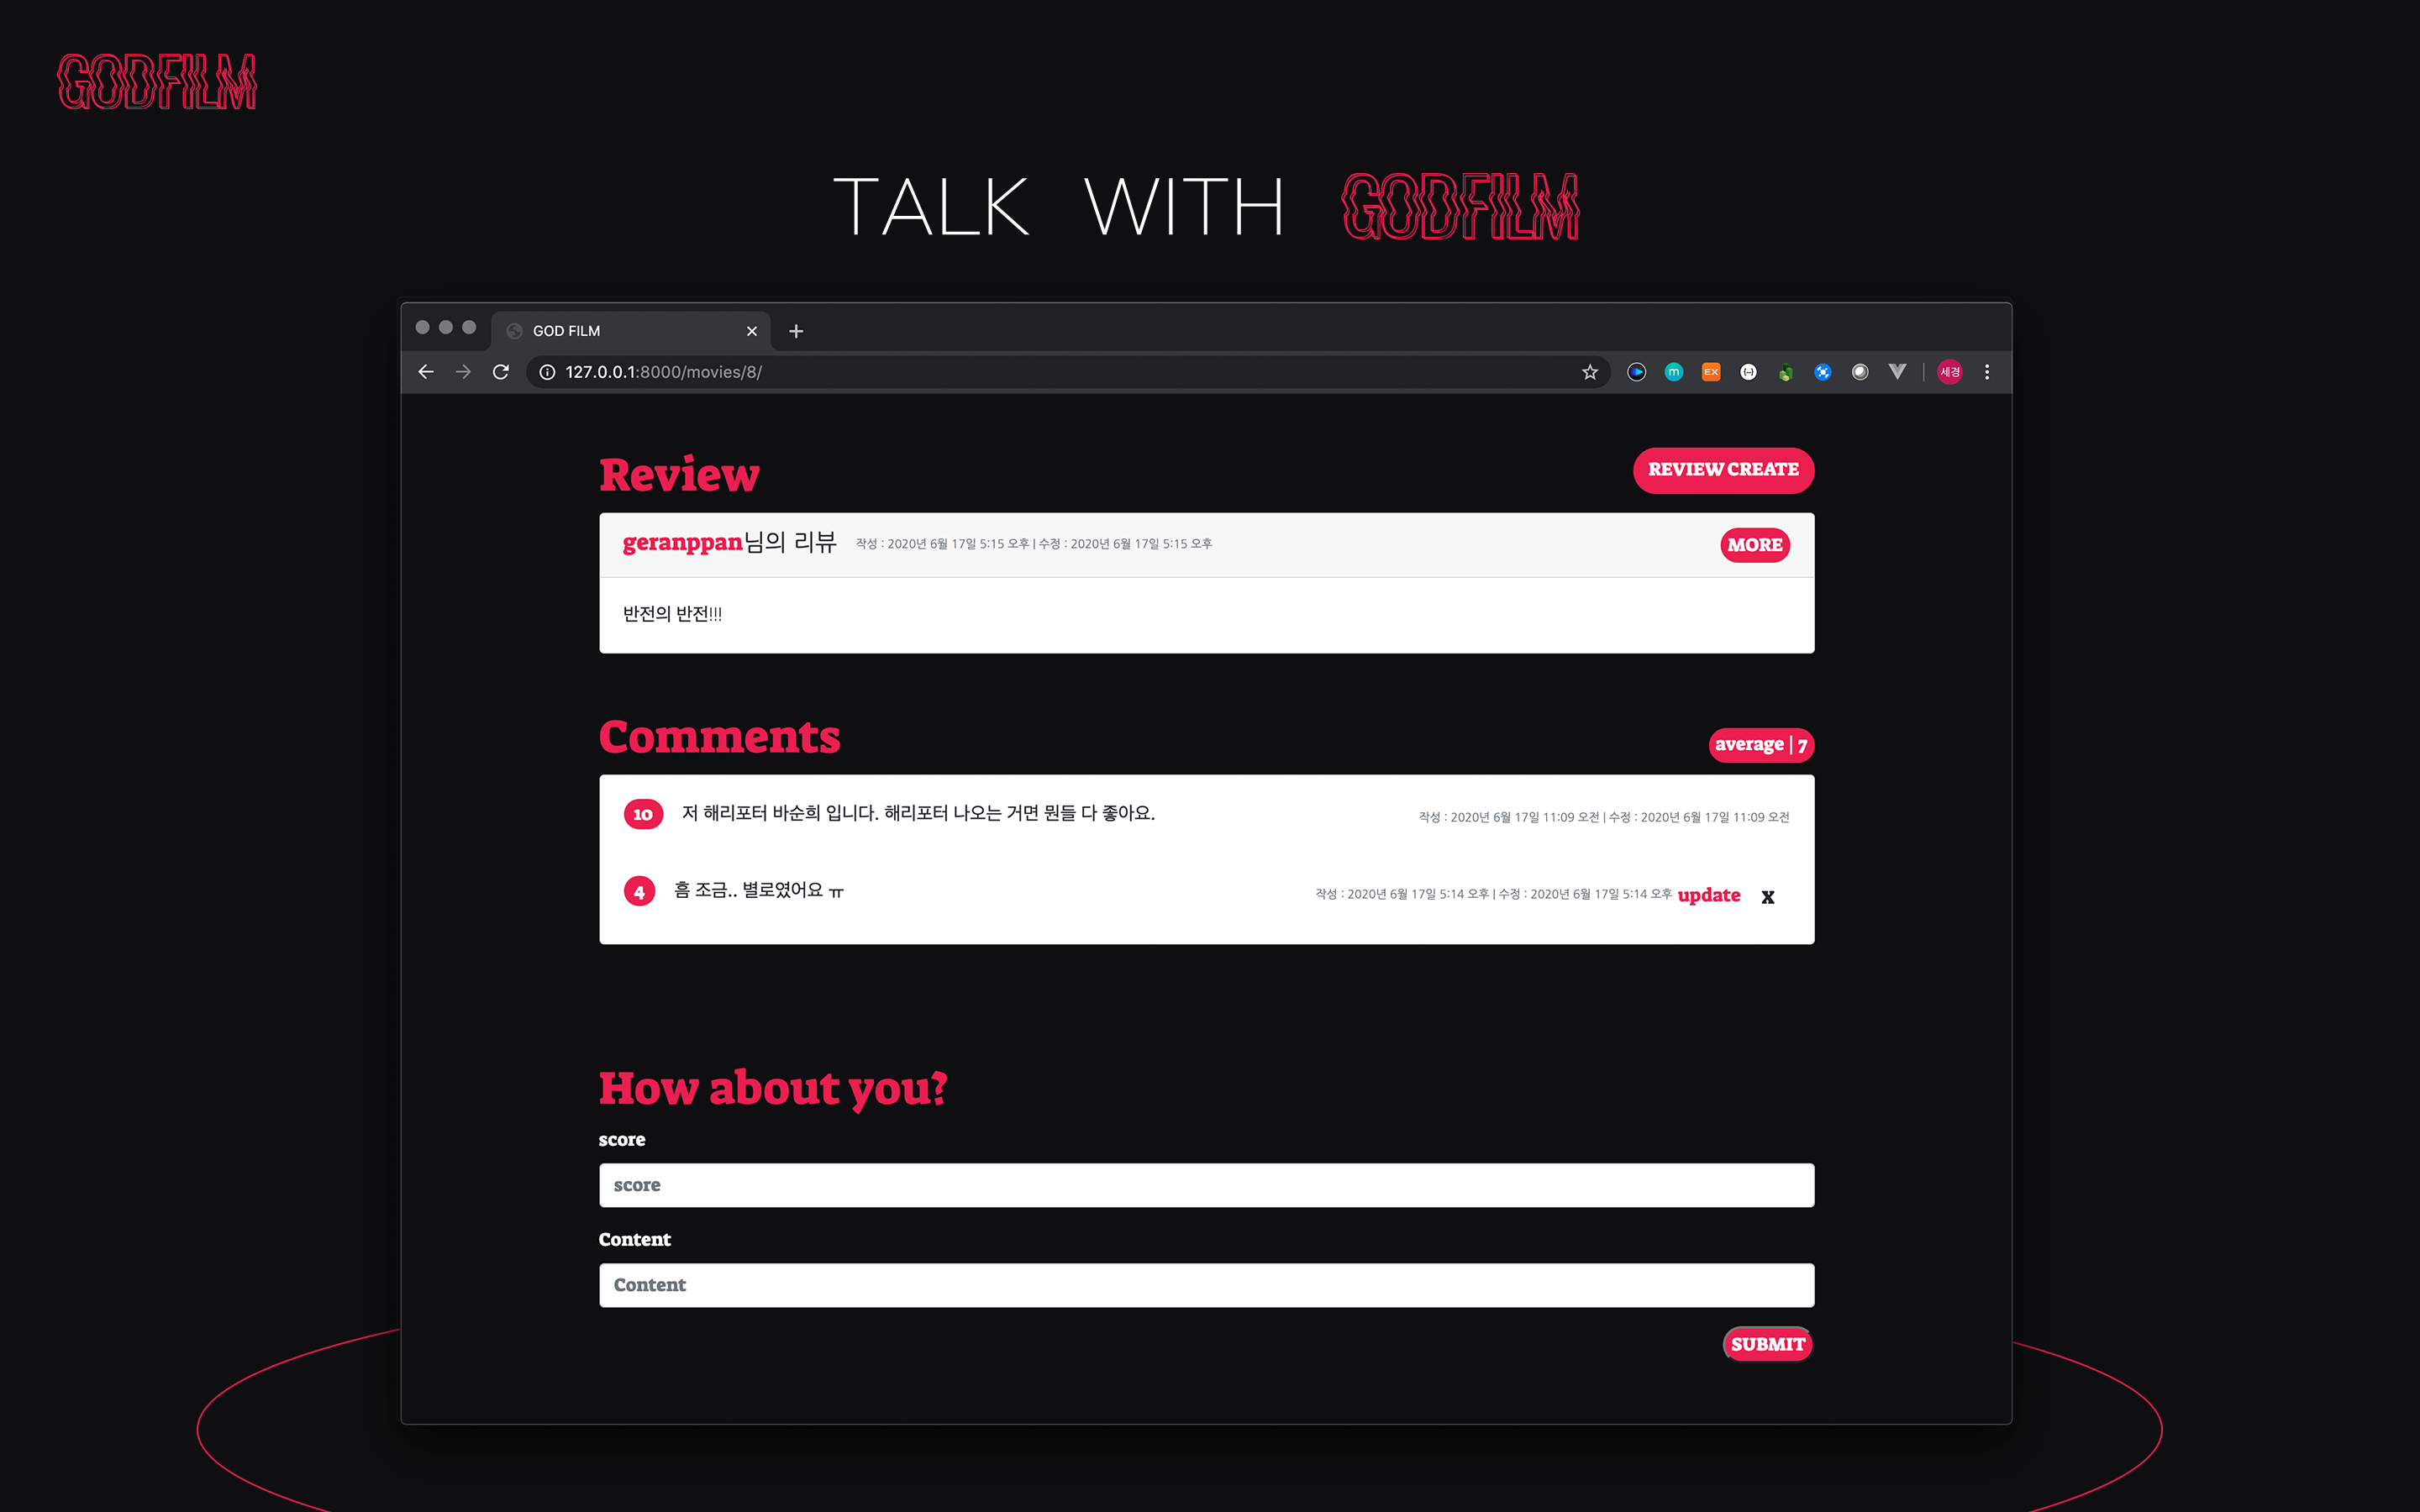 GODFILM
TALK WITH GODFILM
GOD FILM
127.0.0.1:8000/movies/8/
m
EX
세경
Review
REVIEW CREATE
geranppan님의 리뷰 작성 : 2020년 6월 17일 5:15 오후 | 수정 : 2020년 6월 17일 5:15 오후
MORE
반전의 반전!!!
Comments
average | 7
10 저 해리포터 바순희 입니다. 해리포터 나오는 거면 뭔들 다 좋아요. 작성 : 2020년 6월 17일 11:09 오전 | 수정 : 2020년 6월 17일 11:09 오전
4 흠 조금.. 별로였어요 ㅠ 작성 : 2020년 6월 17일 5:14 오후 | 수정 : 2020년 6월 17일 5:14 오후 update x
How about you?
score
score
Content
Content
SUBMIT